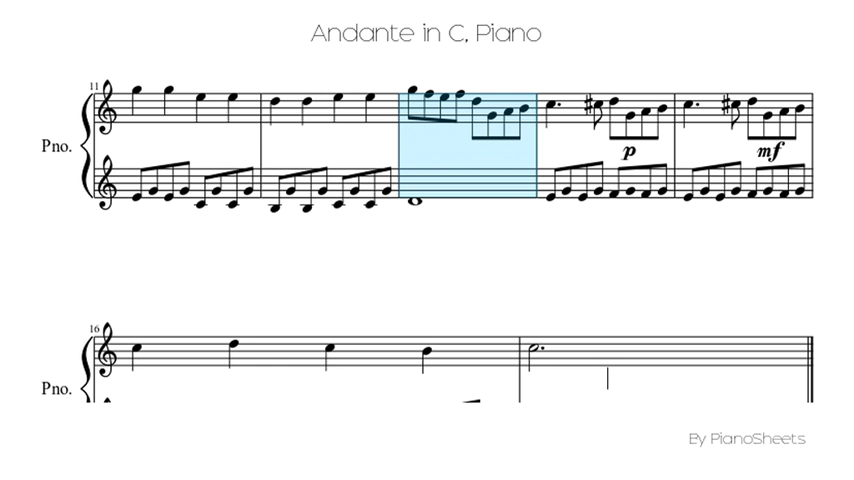 Andante in C, Piano
11
Pno.
p
mf
16
Pno.
By PianoSheets